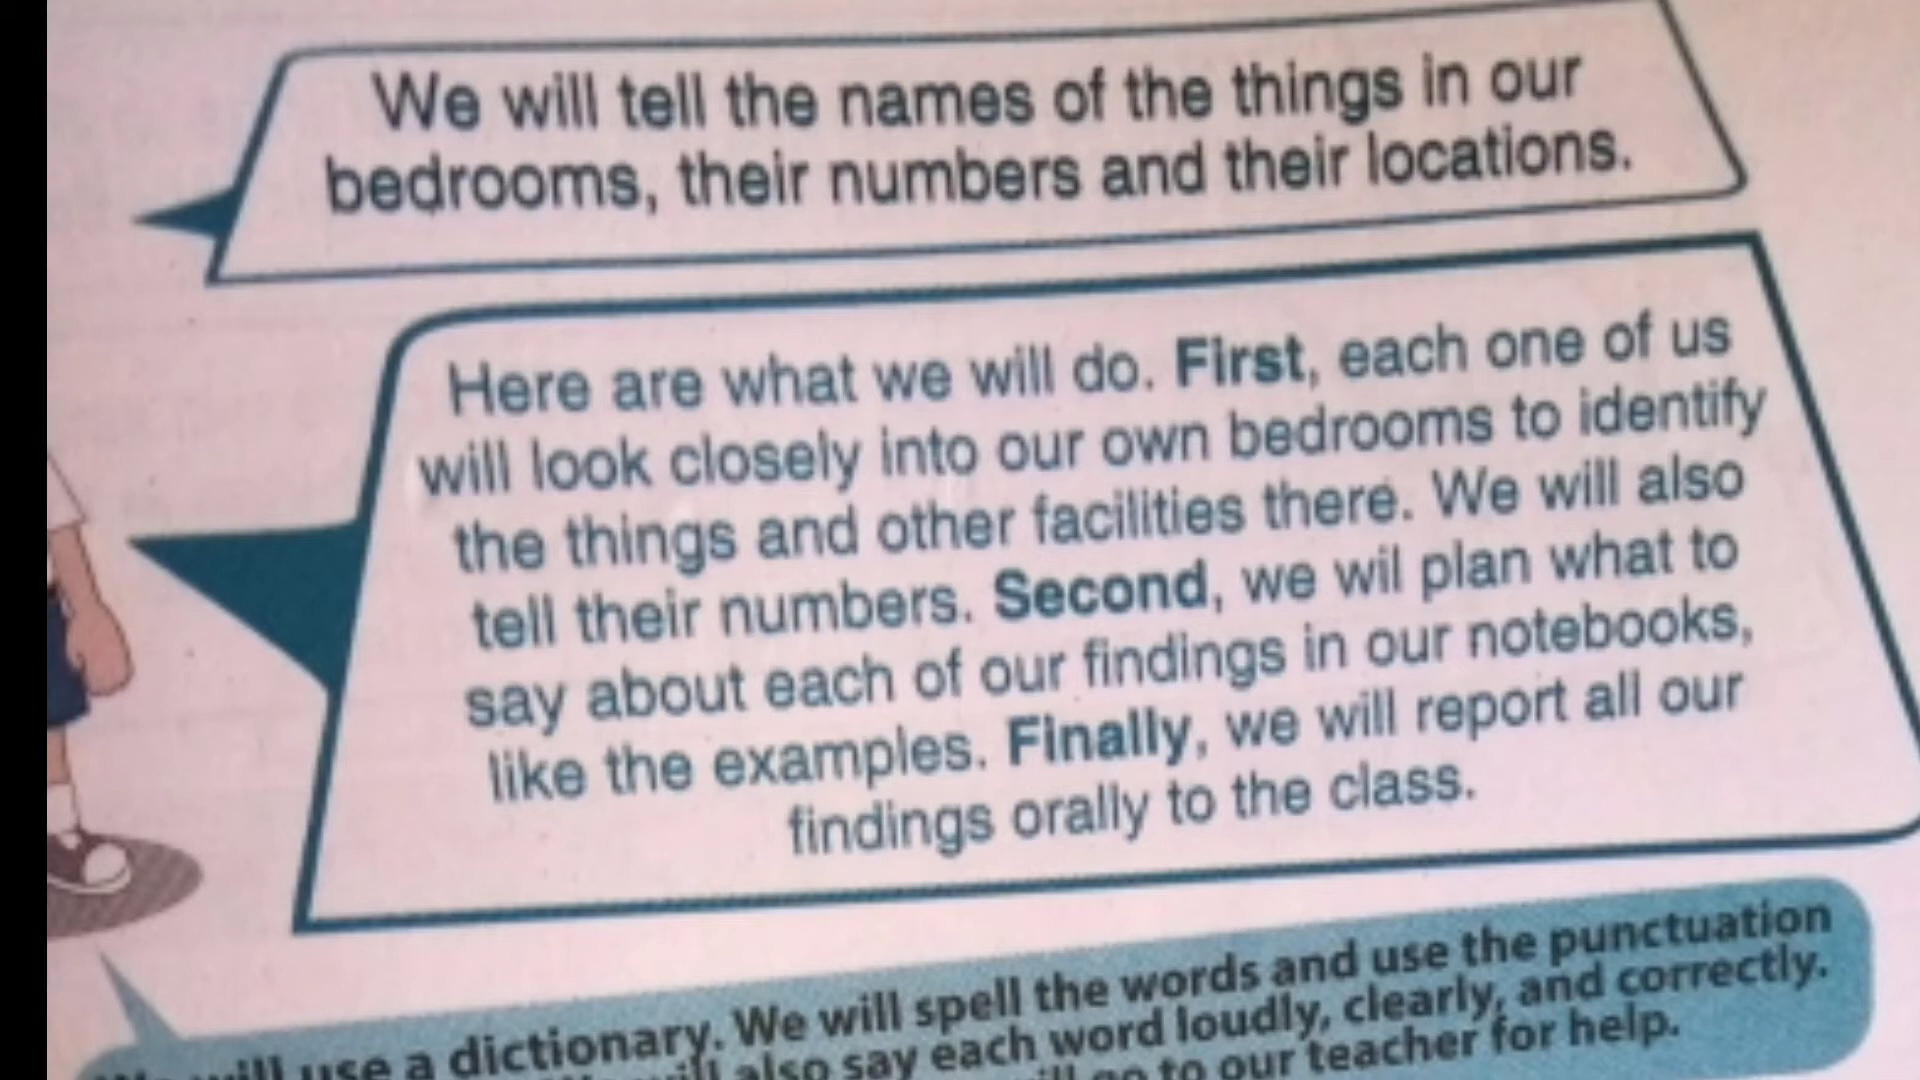 We will tell the names of the things in our
bedrooms, their numbers and their locations.
Here are what we will do. First, each one of us
will look closely into our own bedrooms to identify
the things and other facilities there. We will also
tell their numbers. Second, we wil plan what to
say about each of our findings in our notebooks,
like the examples. Finally, we will report all our
findings orally to the class.
will use a dictionary. We will spell the words and use the punctuation
also say each word loudly, clearly, and correctly.
go to our teacher for help.